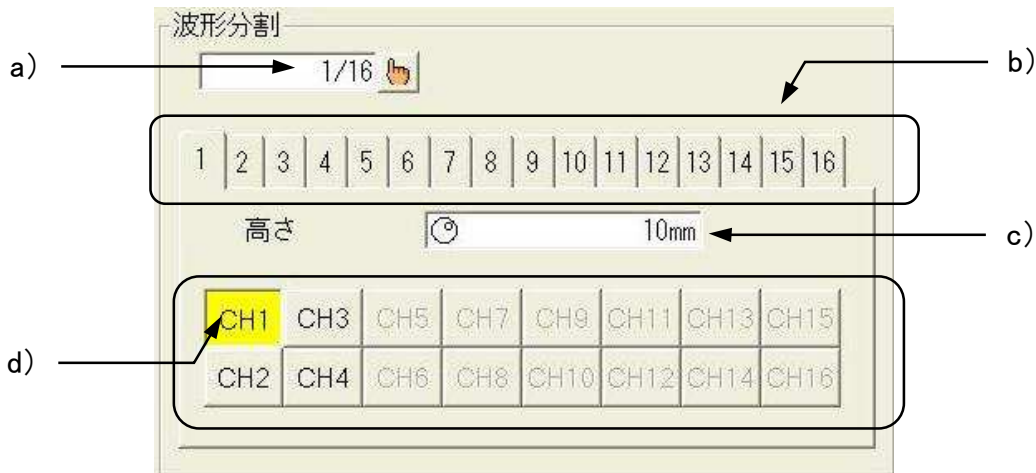 波形分割
a)
1/16
b)
1 2 3 4 5 6 7 8 9 10 11 12 13 14 15 16
高さ
10mm
c)
CH1 CH3 CH5 CH7 CH9 CH11 CH13 CH15
d)
CH2 CH4 CH6 CH8 CH10 CH12 CH14 CH16